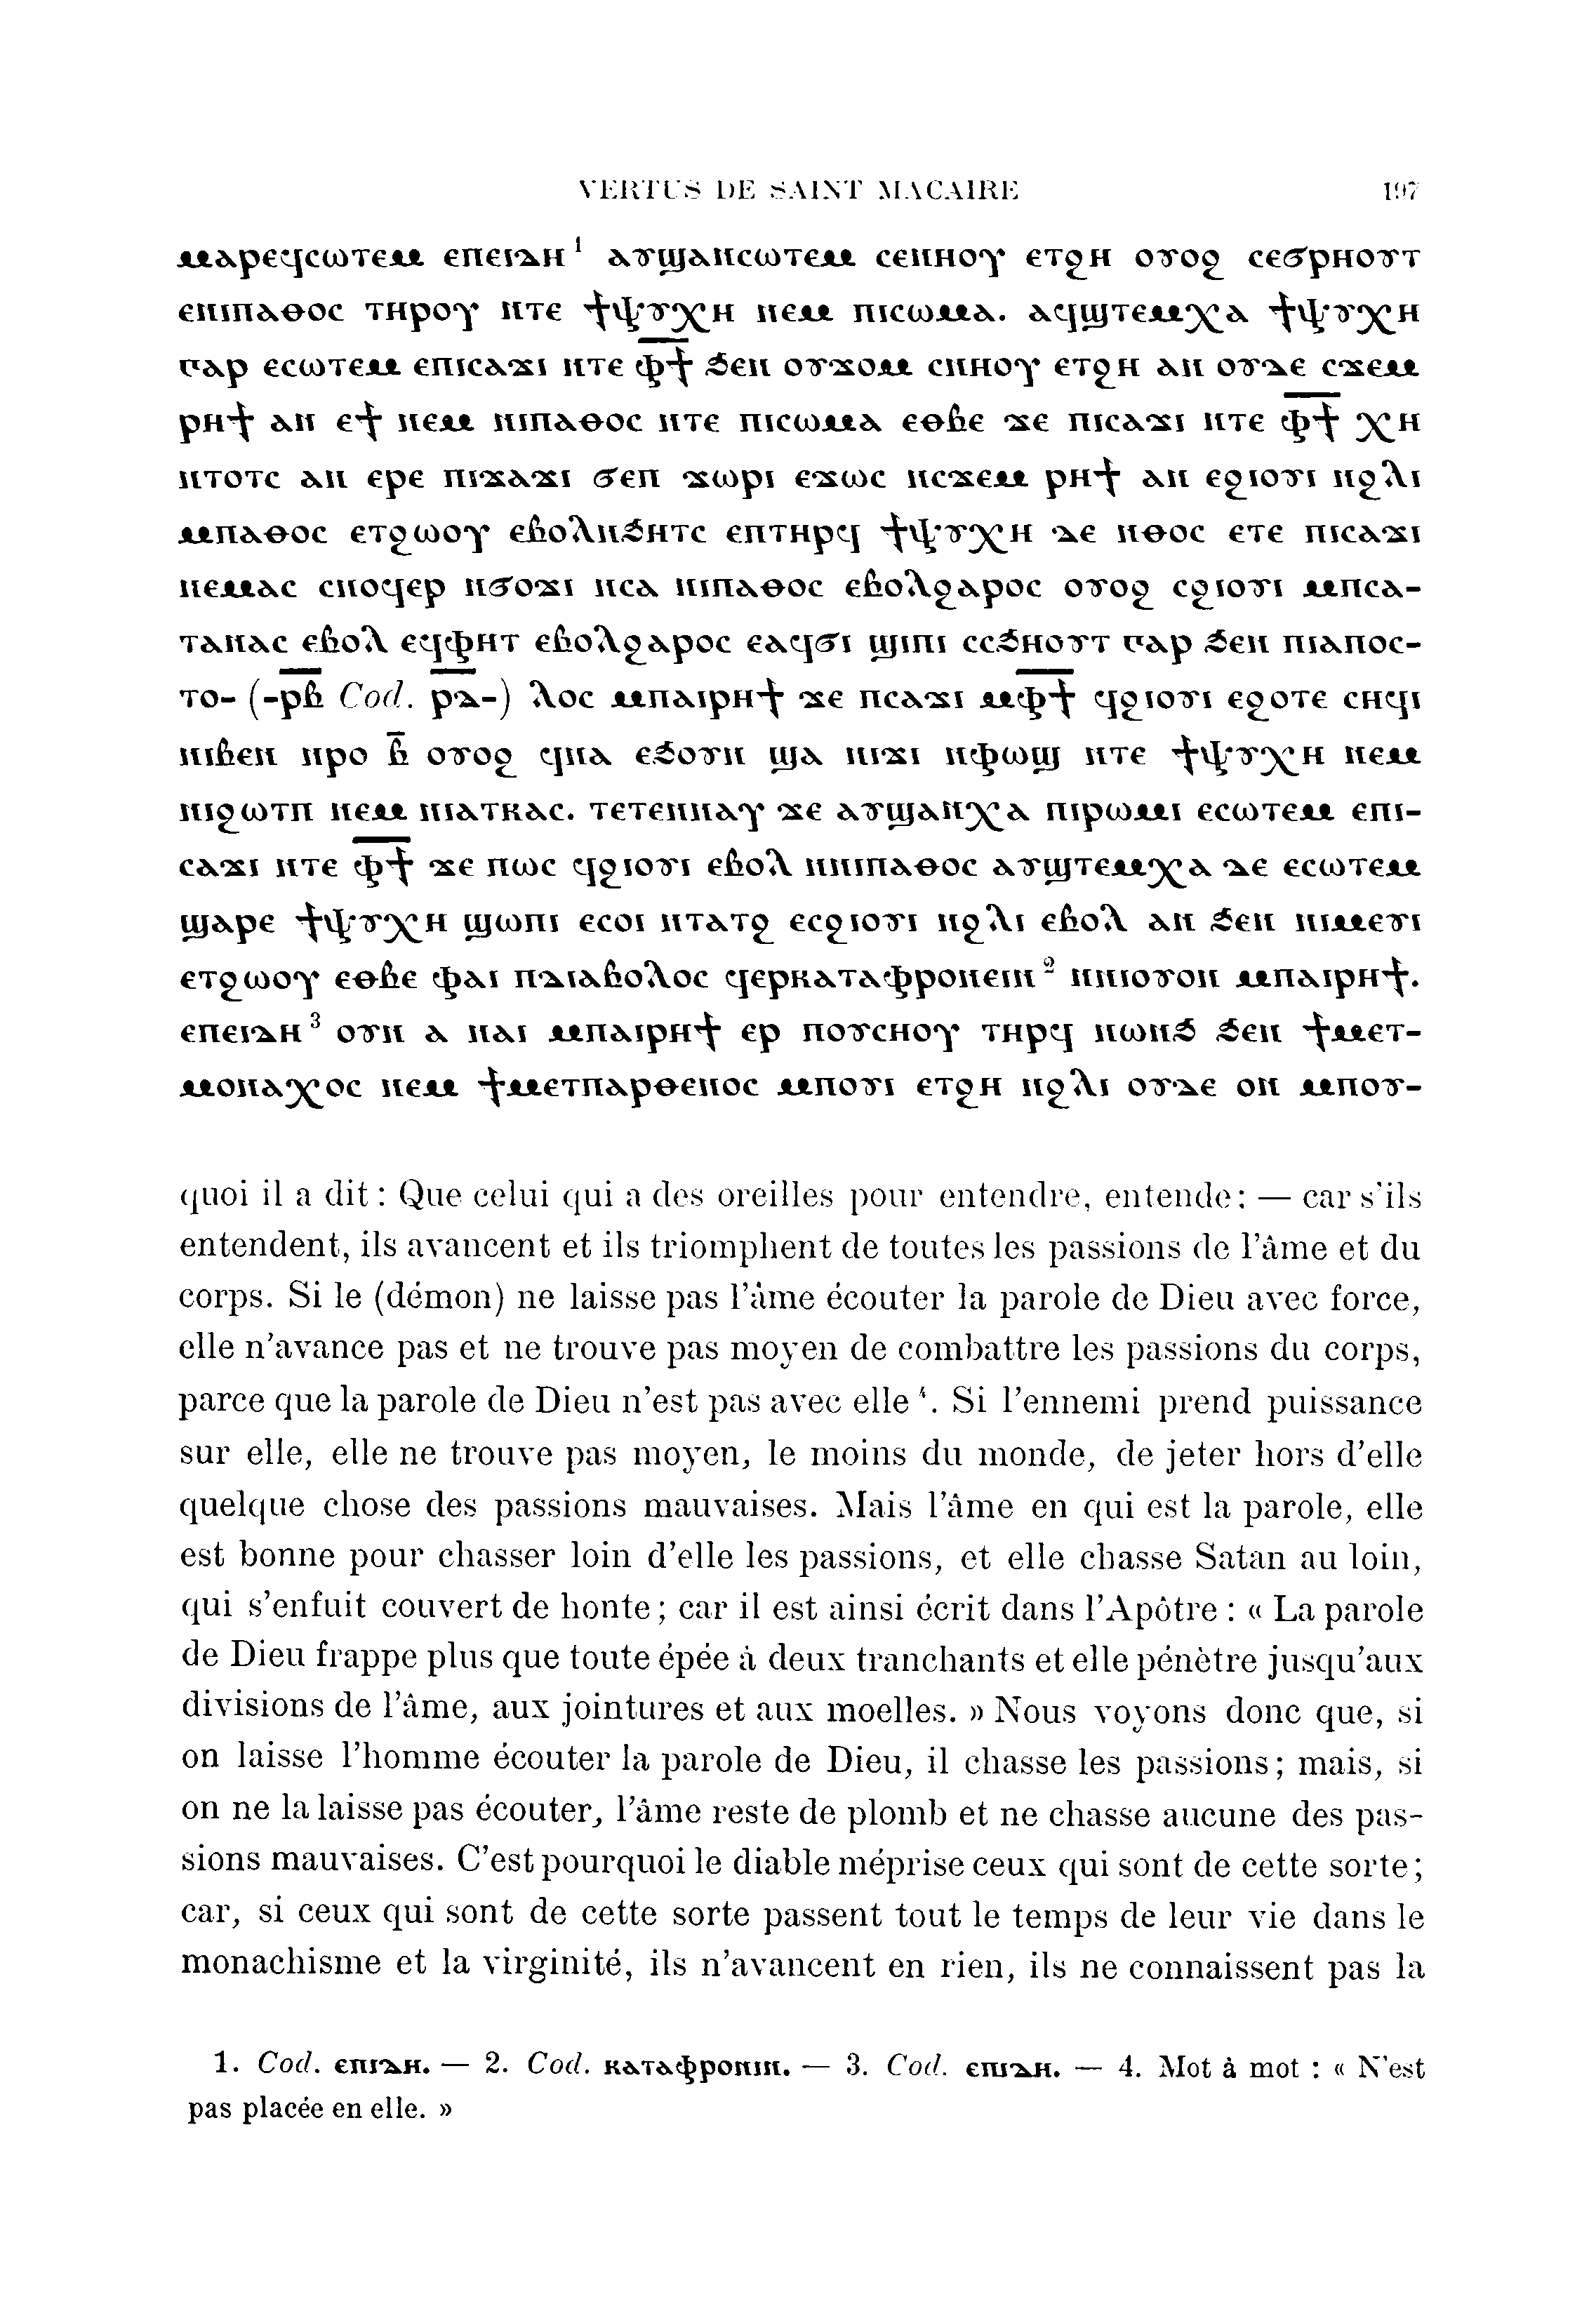 VERTUS DE SAINT MACAIRE 197
ⲙⲁⲣⲉϥⲥⲱⲧⲉⲙ ⲉⲡⲉⲓⲇⲏ¹ ⲁⲩϣⲁⲛⲥⲱⲧⲉⲙ ⲥⲉⲛⲏⲟⲩ ⲉⲧϩⲏ ⲟⲩⲟϩ ⲥⲉϭⲣⲏⲟⲩⲧ
ⲉⲛⲓⲡⲁⲑⲟⲥ ⲧⲏⲣⲟⲩ ⲛⲧⲉ ϯⲯⲩⲭⲏ ⲛⲉⲙ ⲡⲓⲥⲱⲙⲁ. ⲁϥϣⲧⲉⲙⲭⲁ ϯⲯⲩⲭⲏ
ⲅⲁⲣ ⲉⲥⲱⲧⲉⲙ ⲉⲡⲓⲥⲁϫⲓ ⲛⲧⲉ ⲫ̅ϯ̅ ϧⲉⲛ ⲟⲩϫⲟⲙ ⲥⲛⲏⲟⲩ ⲉⲧϩⲏ ⲁⲛ ⲟⲩⲇⲉ ⲥϫⲉⲙ
ⲣⲏϯ ⲁⲛ ⲉϯ ⲛⲉⲙ ⲛⲓⲡⲁⲑⲟⲥ ⲛⲧⲉ ⲡⲓⲥⲱⲙⲁ ⲉⲑⲃⲉ ϫⲉ ⲡⲓⲥⲁϫⲓ ⲛⲧⲉ ⲫ̅ϯ̅ ⲭⲏ
ⲛⲧⲟⲧⲥ ⲁⲛ ⲉⲣⲉ ⲡⲓϫⲁϫⲓ ϭⲉⲡ ϫⲱⲣⲓ ⲉϫⲱⲥ ⲛⲥϫⲉⲙ ⲣⲏϯ ⲁⲛ ⲉϩⲓⲟⲩⲓ ⲛϩⲗⲓ
ⲙⲡⲁⲑⲟⲥ ⲉⲧϩⲱⲟⲩ ⲉⲃⲟⲗⲛϧⲏⲧⲥ ⲉⲡⲧⲏⲣϥ ϯⲯⲩⲭⲏ ⲇⲉ ⲛⲑⲟⲥ ⲉⲧⲉ ⲡⲓⲥⲁϫⲓ
ⲛⲉⲙⲁⲥ ⲥⲛⲟϥⲉⲣ ⲛϭⲟϫⲓ ⲛⲥⲁ ⲛⲓⲡⲁⲑⲟⲥ ⲉⲃⲟⲗϩⲁⲣⲟⲥ ⲟⲩⲟϩ ⲥϩⲓⲟⲩⲓ ⲙⲡⲥⲁ-
ⲧⲁⲛⲁⲥ ⲉⲃⲟⲗ ⲉϥⲫⲏⲧ ⲉⲃⲟⲗϩⲁⲣⲟⲥ ⲉⲁϥϭⲓ ϣⲓⲡⲓ ⲥⲥϧⲏⲟⲩⲧ ⲅⲁⲣ ϧⲉⲛ ⲡⲓⲁⲡⲟⲥ-
ⲧⲟ- (-ⲣ̅ⲃ̅ Cod. ⲣ̅ⲇ̅-) ⲗⲟⲥ ⲙⲡⲁⲓⲣⲏϯ ϫⲉ ⲡⲥⲁϫⲓ ⲙⲫ̅ϯ̅ ϥϩⲓⲟⲩⲓ ⲉϩⲟⲧⲉ ⲥⲏϥⲓ
ⲛⲓⲃⲉⲛ ⲛⲣⲟ ⲃ̅ ⲟⲩⲟϩ ϥⲛⲁ ⲉϧⲟⲩⲛ ϣⲁ ⲛⲓϫⲓ ⲛⲫⲱϣ ⲛⲧⲉ ϯⲯⲩⲭⲏ ⲛⲉⲙ
ⲛⲓϩⲱⲧⲡ ⲛⲉⲙ ⲛⲓⲁⲧⲕⲁⲥ. ⲧⲉⲧⲉⲛⲛⲁⲩ ϫⲉ ⲁⲩϣⲁⲛⲭⲁ ⲡⲓⲣⲱⲙⲓ ⲉⲥⲱⲧⲉⲙ ⲉⲡⲓ-
ⲥⲁϫⲓ ⲛⲧⲉ ⲫ̅ϯ̅ ϫⲉ ⲡⲱⲥ ϥϩⲓⲟⲩⲓ ⲉⲃⲟⲗ ⲛⲛⲓⲡⲁⲑⲟⲥ ⲁⲩϣⲧⲉⲙⲭⲁ ⲇⲉ ⲉⲥⲱⲧⲉⲙ
ϣⲁⲣⲉ ϯⲯⲩⲭⲏ ϣⲱⲡⲓ ⲉⲥⲟⲓ ⲛⲧⲁⲧϩ ⲉⲥϩⲓⲟⲩⲓ ⲛϩⲗⲓ ⲉⲃⲟⲗ ⲁⲛ ϧⲉⲛ ⲛⲓⲙⲉⲩⲓ
ⲉⲧϩⲱⲟⲩ ⲉⲑⲃⲉ ⲫⲁⲓ ⲡⲇⲓⲁⲃⲟⲗⲟⲥ ϥⲉⲣⲕⲁⲧⲁⲫⲣⲟⲛⲉⲓⲛ² ⲛⲛⲓⲟⲩⲟⲛ ⲙⲡⲁⲓⲣⲏϯ.
ⲉⲡⲉⲓⲇⲏ³ ⲟⲩⲛ ⲁ ⲛⲁⲓ ⲙⲡⲁⲓⲣⲏϯ ⲉⲣ ⲡⲟⲩⲥⲏⲟⲩ ⲧⲏⲣϥ ⲛⲱⲛϧ ϧⲉⲛ ϯⲙⲉⲧ-
ⲙⲟⲛⲁⲭⲟⲥ ⲛⲉⲙ ϯⲙⲉⲧⲡⲁⲣⲑⲉⲛⲟⲥ ⲙⲡⲟⲩⲓ ⲉⲧϩⲏ ⲛϩⲗⲓ ⲟⲩⲇⲉ ⲟⲛ ⲙⲡⲟⲩ-
quoi il a dit : Que celui qui a des oreilles pour entendre, entende ; — car s'ils
entendent, ils avancent et ils triomphent de toutes les passions de l'âme et du
corps. Si le (démon) ne laisse pas l'âme écouter la parole de Dieu avec force,
elle n'avance pas et ne trouve pas moyen de combattre les passions du corps,
parce que la parole de Dieu n'est pas avec elle ⁴. Si l'ennemi prend puissance
sur elle, elle ne trouve pas moyen, le moins du monde, de jeter hors d'elle
quelque chose des passions mauvaises. Mais l'âme en qui est la parole, elle
est bonne pour chasser loin d'elle les passions, et elle chasse Satan au loin,
qui s'enfuit couvert de honte ; car il est ainsi écrit dans l'Apôtre : « La parole
de Dieu frappe plus que toute épée à deux tranchants et elle pénètre jusqu'aux
divisions de l'âme, aux jointures et aux moelles. » Nous voyons donc que, si
on laisse l'homme écouter la parole de Dieu, il chasse les passions ; mais, si
on ne la laisse pas écouter, l'âme reste de plomb et ne chasse aucune des pas-
sions mauvaises. C'est pourquoi le diable méprise ceux qui sont de cette sorte ;
car, si ceux qui sont de cette sorte passent tout le temps de leur vie dans le
monachisme et la virginité, ils n'avancent en rien, ils ne connaissent pas la
1. Cod. ⲉⲡⲓⲇⲏ. — 2. Cod. ⲕⲁⲧⲁⲫⲣⲟⲛⲓⲛ. — 3. Cod. ⲉⲡⲓⲇⲏ. — 4. Mot à mot : « N'est
pas placée en elle. »